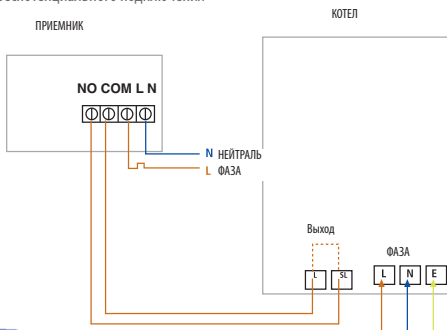 КОТЕЛ
ПРИЕМНИК
NO COM L N
N НЕЙТРАЛЬ
L ФАЗА
Выход
ФАЗА
L SL
L N E